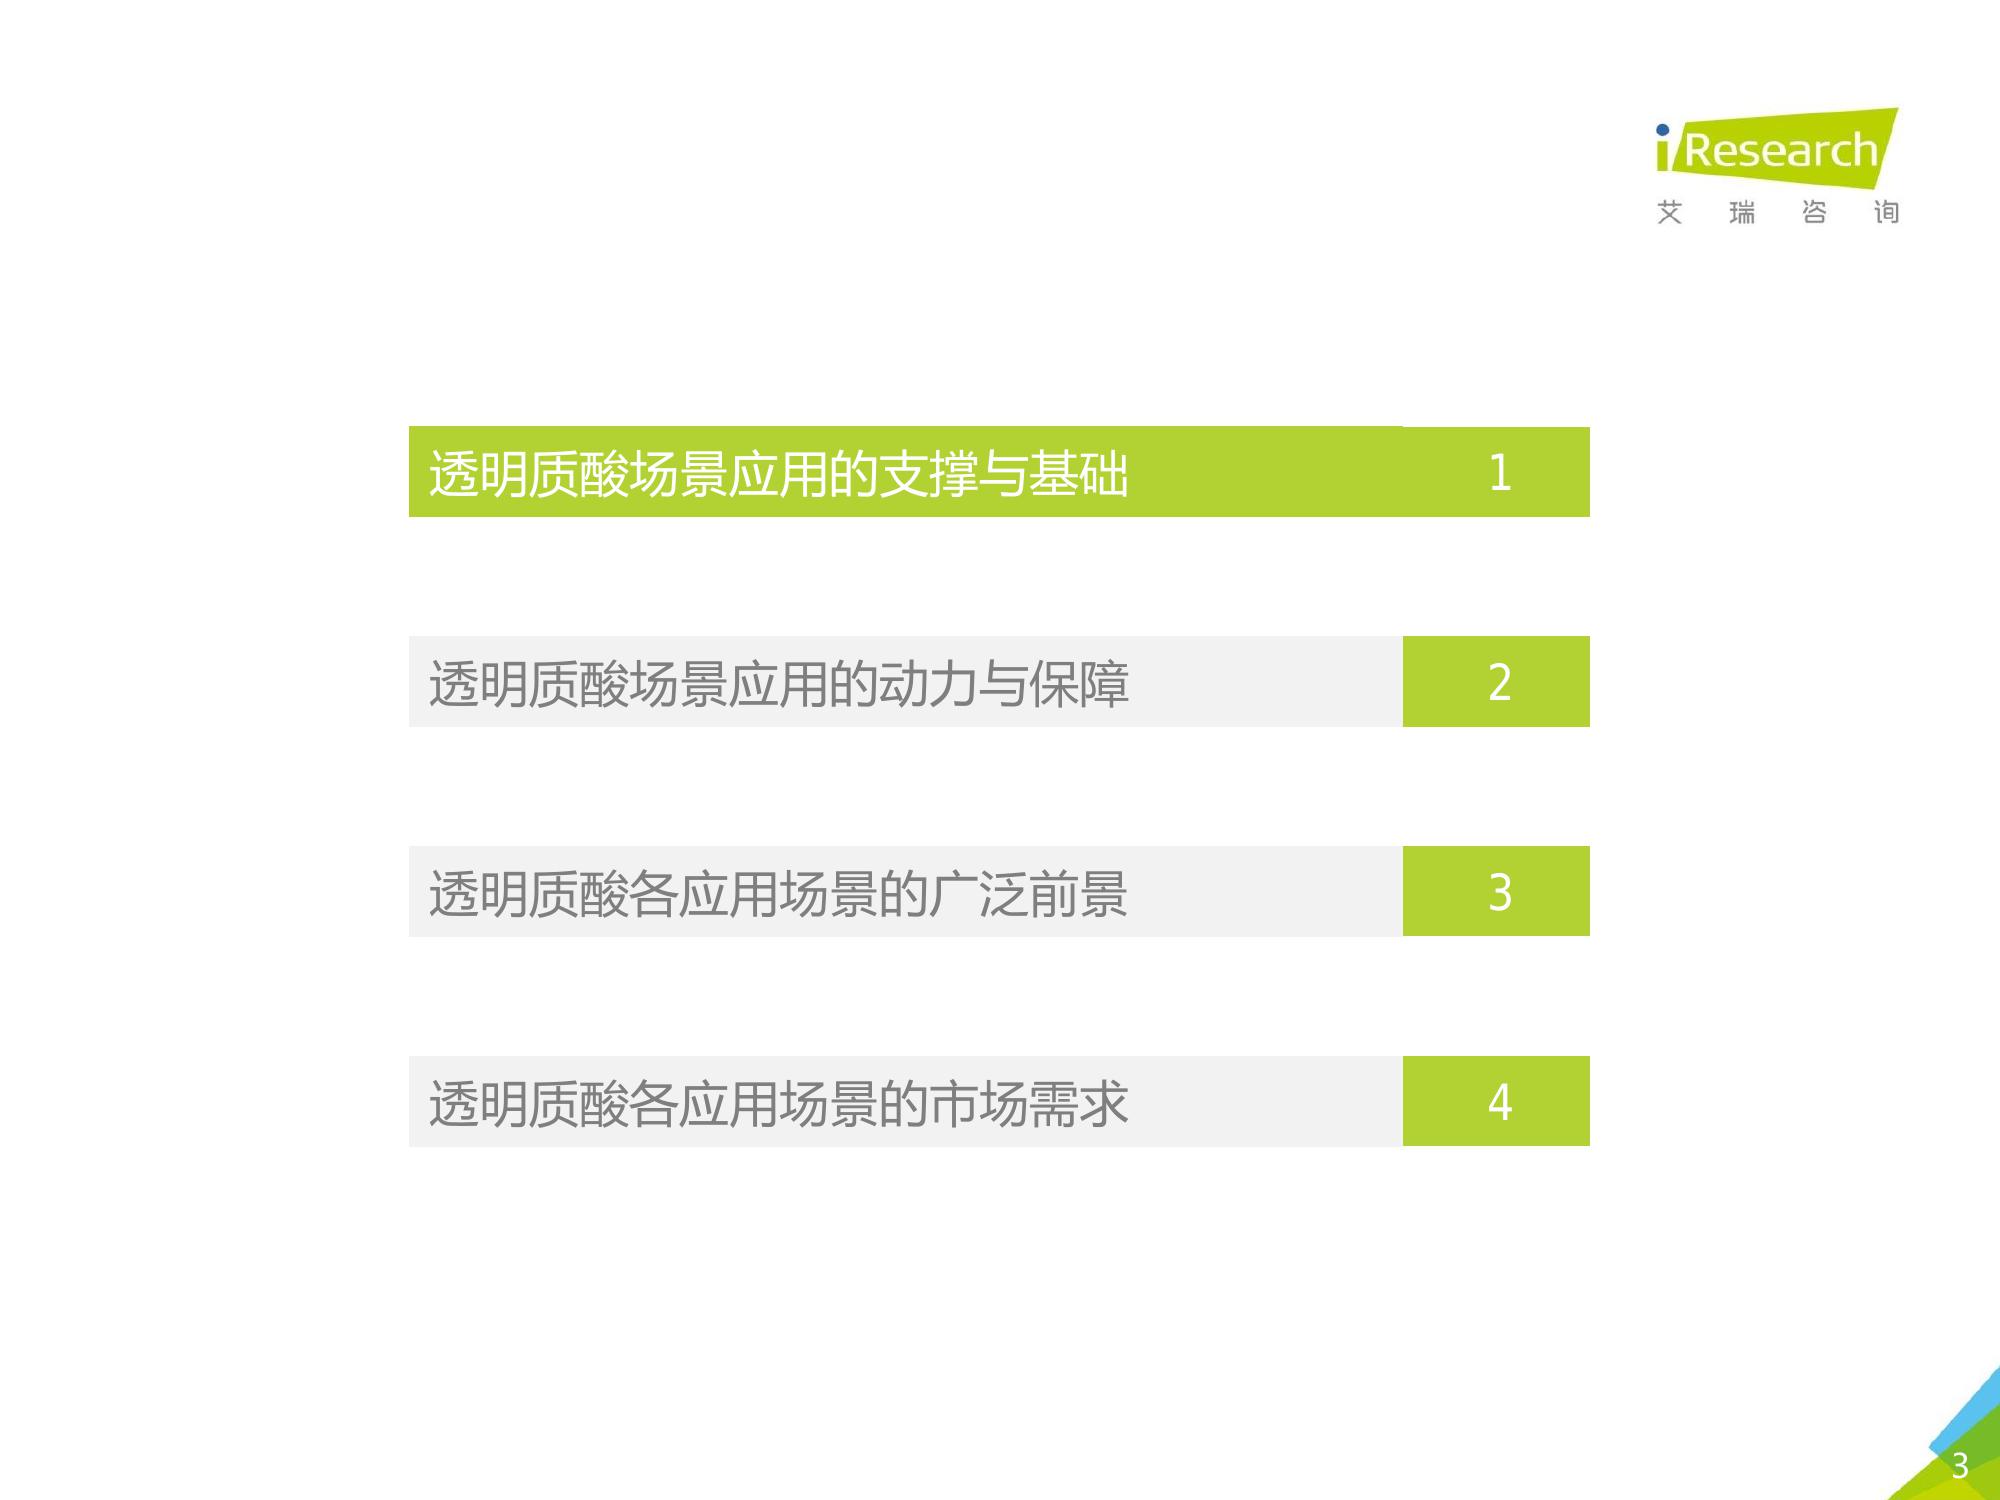 iResearch
艾瑞咨询
透明质酸场景应用的支撑与基础 1
透明质酸场景应用的动力与保障 2
透明质酸各应用场景的广泛前景 3
透明质酸各应用场景的市场需求 4
3